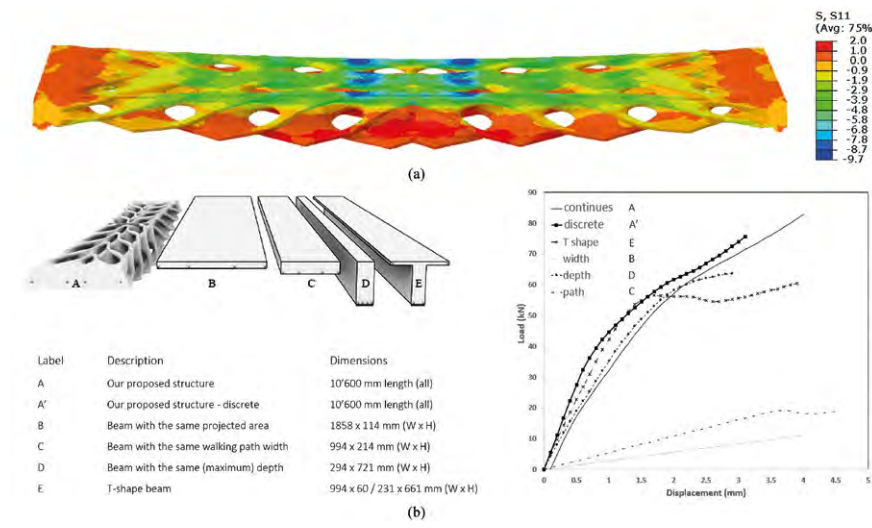 S, S11
(Avg: 75%
2.0
1.0
0.0
-0.9
-1.9
-2.9
-3.9
-4.8
-5.8
-6.8
-7.8
-8.7
-9.7
(a)
A
B
C
D
E
Label Description Dimensions
A Our proposed structure 10'600 mm length (all)
A' Our proposed structure - discrete 10'600 mm length (all)
B Beam with the same projected area 1858 x 114 mm (W x H)
C Beam with the same walking path width 994 x 214 mm (W x H)
D Beam with the same (maximum) depth 294 x 721 mm (W x H)
E T-shape beam 994 x 60 / 231 x 661 mm (W x H)
90
80
70
60
50
40
30
20
10
0
Load (kN)
continues A
discrete A'
T shape E
width B
depth D
path C
0 0.5 1 1.5 2 2.5 3 3.5 4 4.5 5
Displacement (mm)
(b)